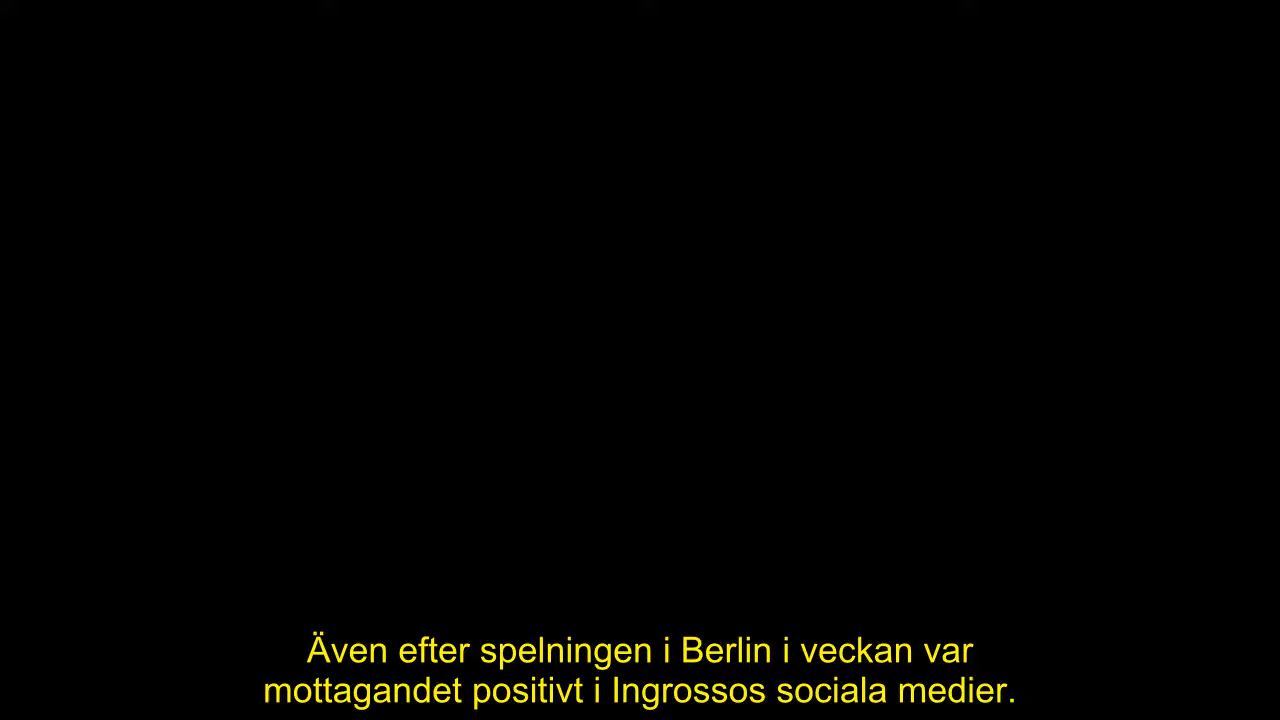 Även efter spelningen i Berlin i veckan var
mottagandet positivt i Ingrossos sociala medier.